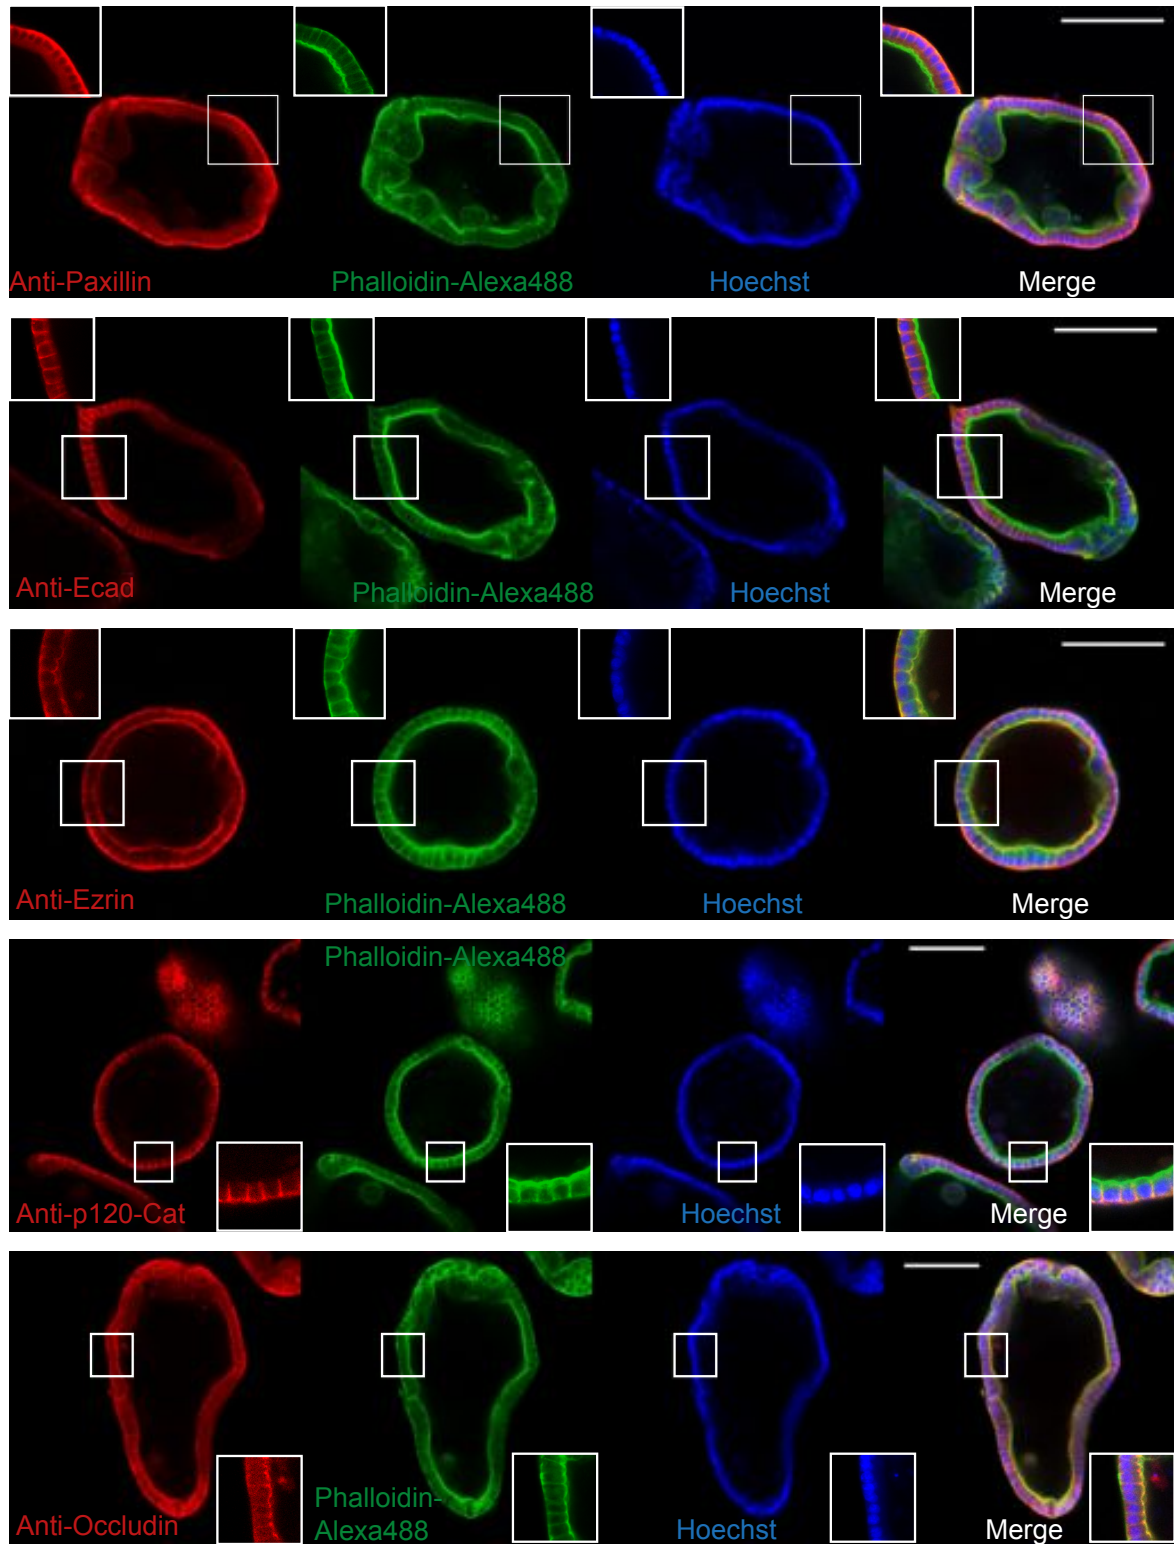 Anti-Paxillin Phalloidin-Alexa488 Hoechst Merge
Anti-Ecad Phalloidin-Alexa488 Hoechst Merge
Anti-Ezrin Phalloidin-Alexa488 Hoechst Merge
Phalloidin-Alexa488
Anti-p120-Cat Hoechst Merge
Phalloidin-
Anti-Occludin Alexa488 Hoechst Merge